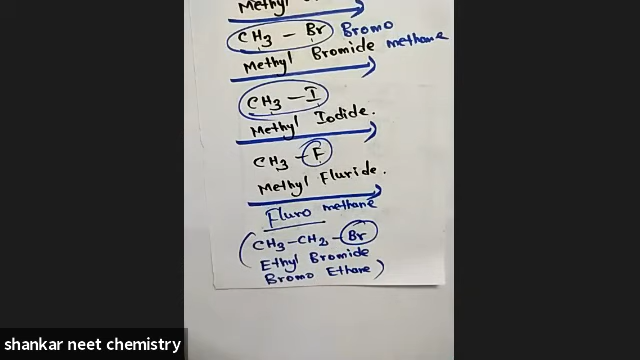 Methyl
CH3 - Br Bromo
Methyl Bromide methane
CH3 - I
Methyl Iodide.
CH3 - F
Methyl Fluride.
Fluro methane
(CH3-CH2-Br
Ethyl Bromide
Bromo Ethane)
shankar neet chemistry